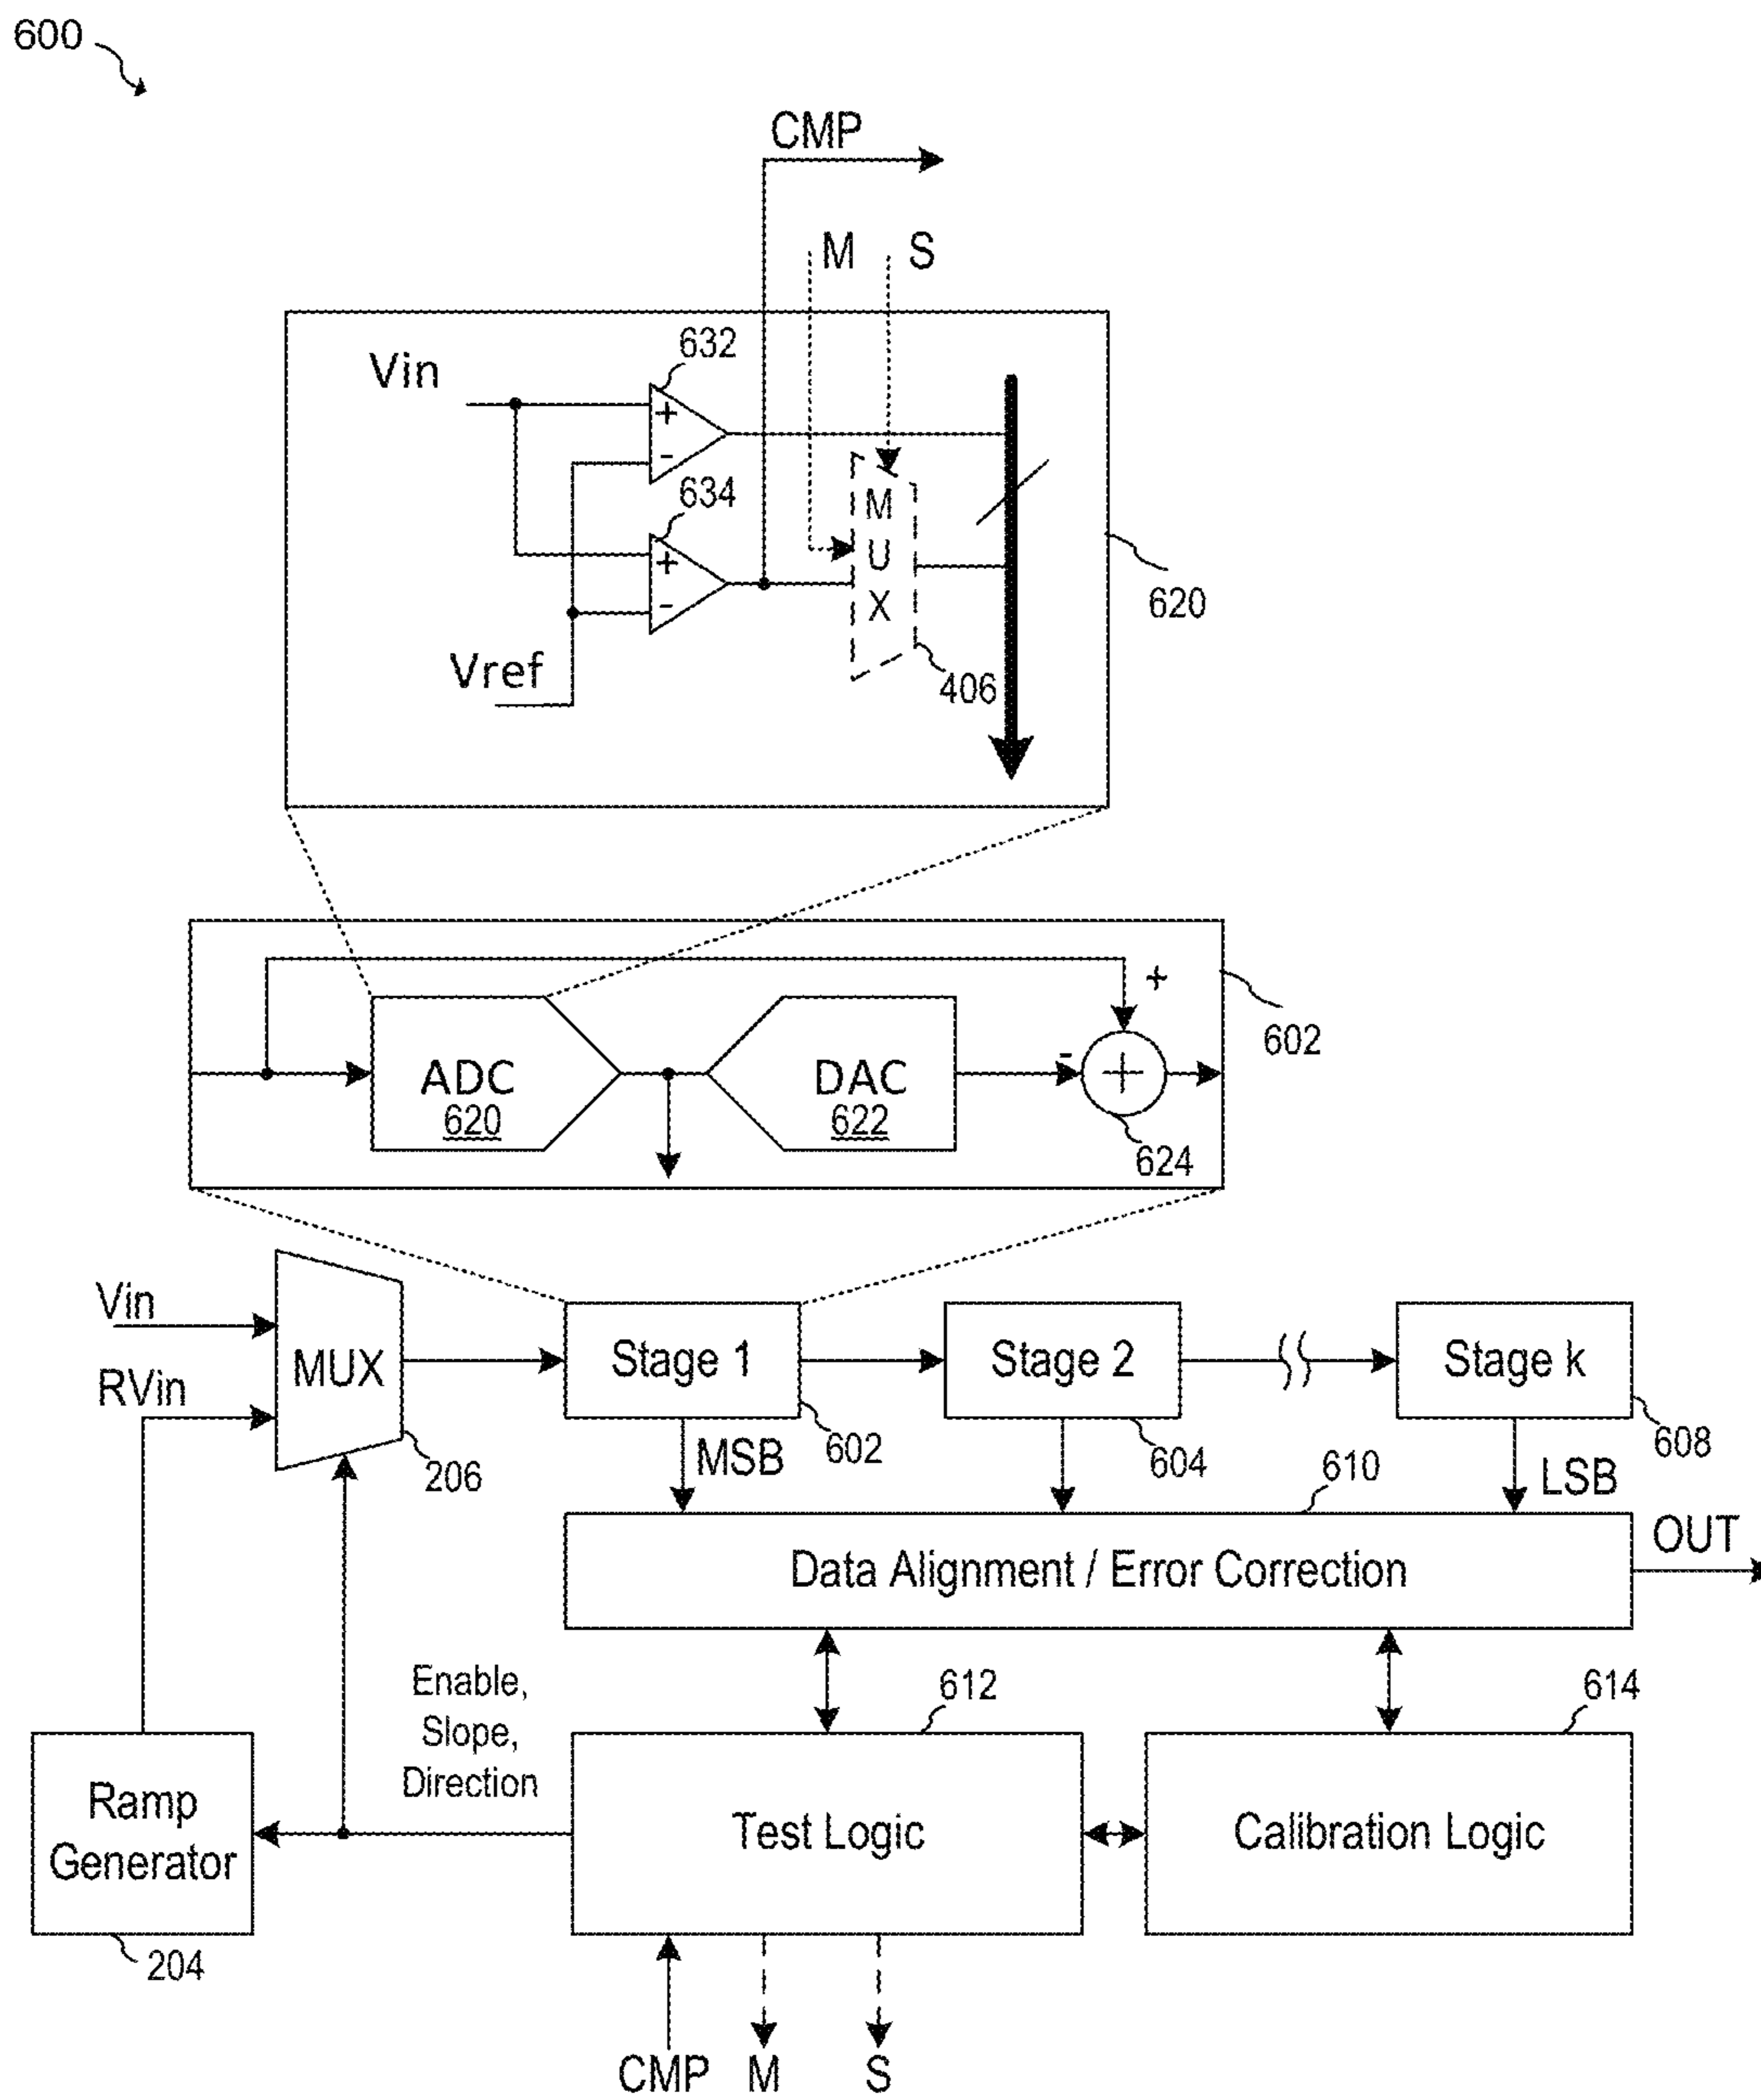 600
CMP
M S
632
Vin
+
-
634
+
-
M
U
X
620
Vref
406
+
602
ADC
620
DAC
622
-
+
624
Vin
MUX
RVin
206
Stage 1
602
Stage 2
604
Stage k
608
MSB
610
LSB
OUT
Data Alignment / Error Correction
Enable,
Slope,
Direction
612
614
Ramp
Generator
204
Test Logic
Calibration Logic
CMP M S